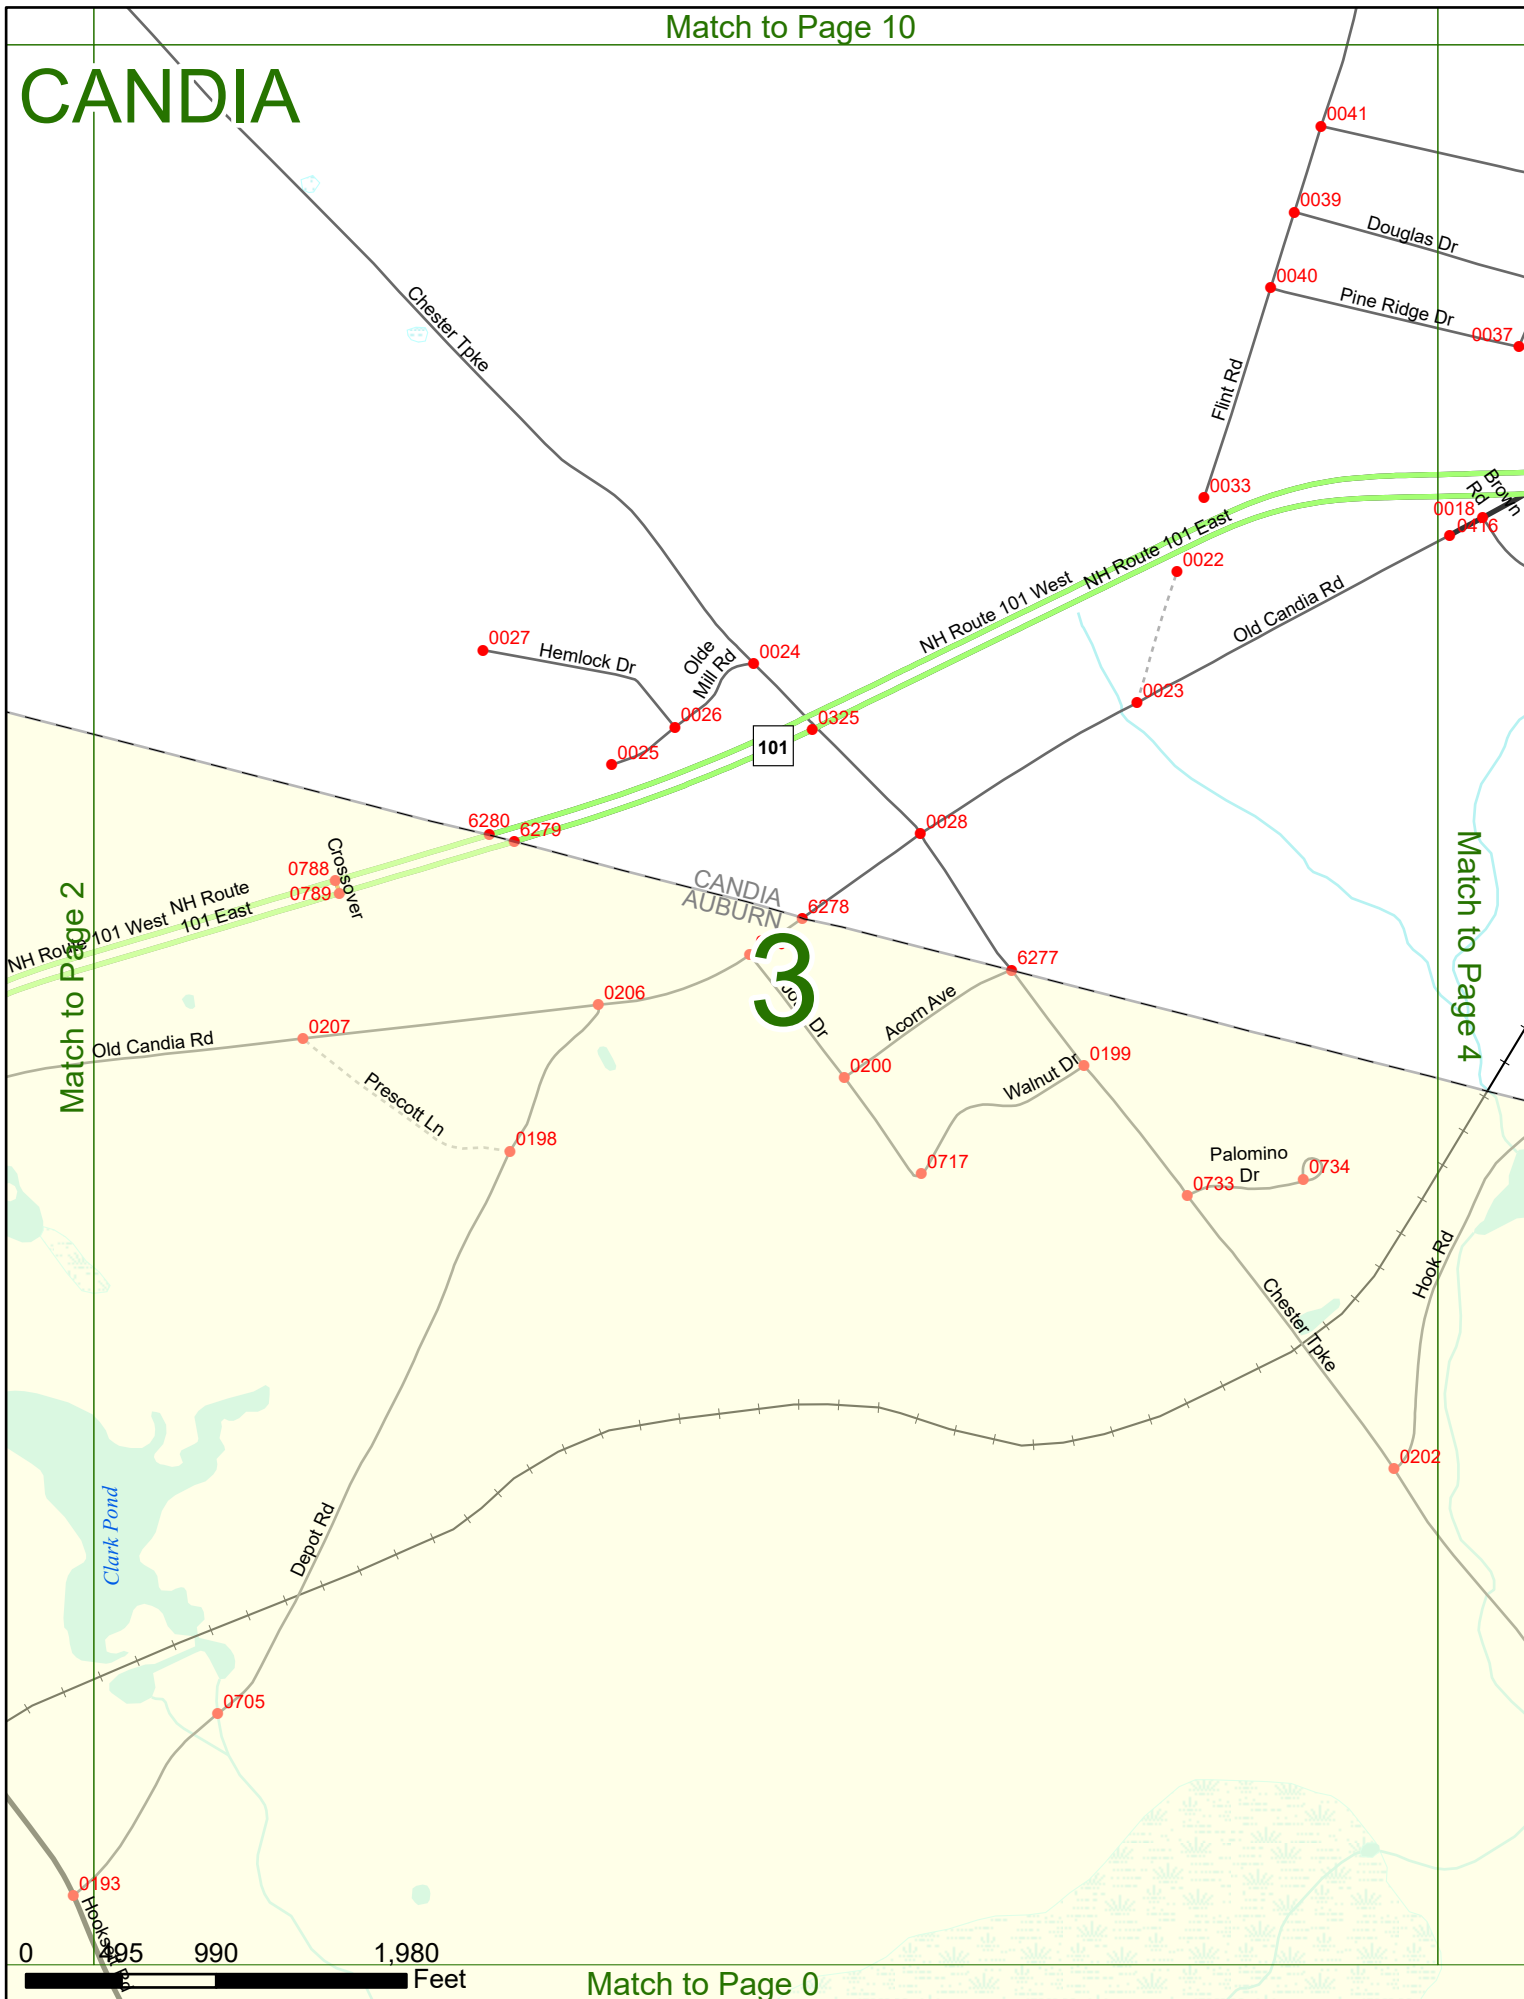 Match to Page 10
CANDIA
0041
0039
Douglas Dr
0040
Pine Ridge Dr
0037
Chester Tpke
Flint Rd
0033
Brown
Rd
0018
0416
NH Route 101 East
0022
NH Route 101 West
Old Candia Rd
0027
Hemlock Dr
Olde
Mill Rd
0024
0023
0026
0325
101
0025
6280
6279
0028
Crossover
0788
0789
NH Route
101 East
NH Route 101 West
CANDIA
AUBURN
6278
Match to Page 2
Match to Page 4
3
6277
0206
Dr
Acorn Ave
0207
Old Candia Rd
0200
0199
Walnut Dr
Prescott Ln
0198
0717
Palomino
Dr
0734
0733
Hook Rd
Chester Tpke
0202
Clark Pond
Depot Rd
0705
0193
Hooksett Rd
0 495 990 1,980
Feet
Match to Page 0